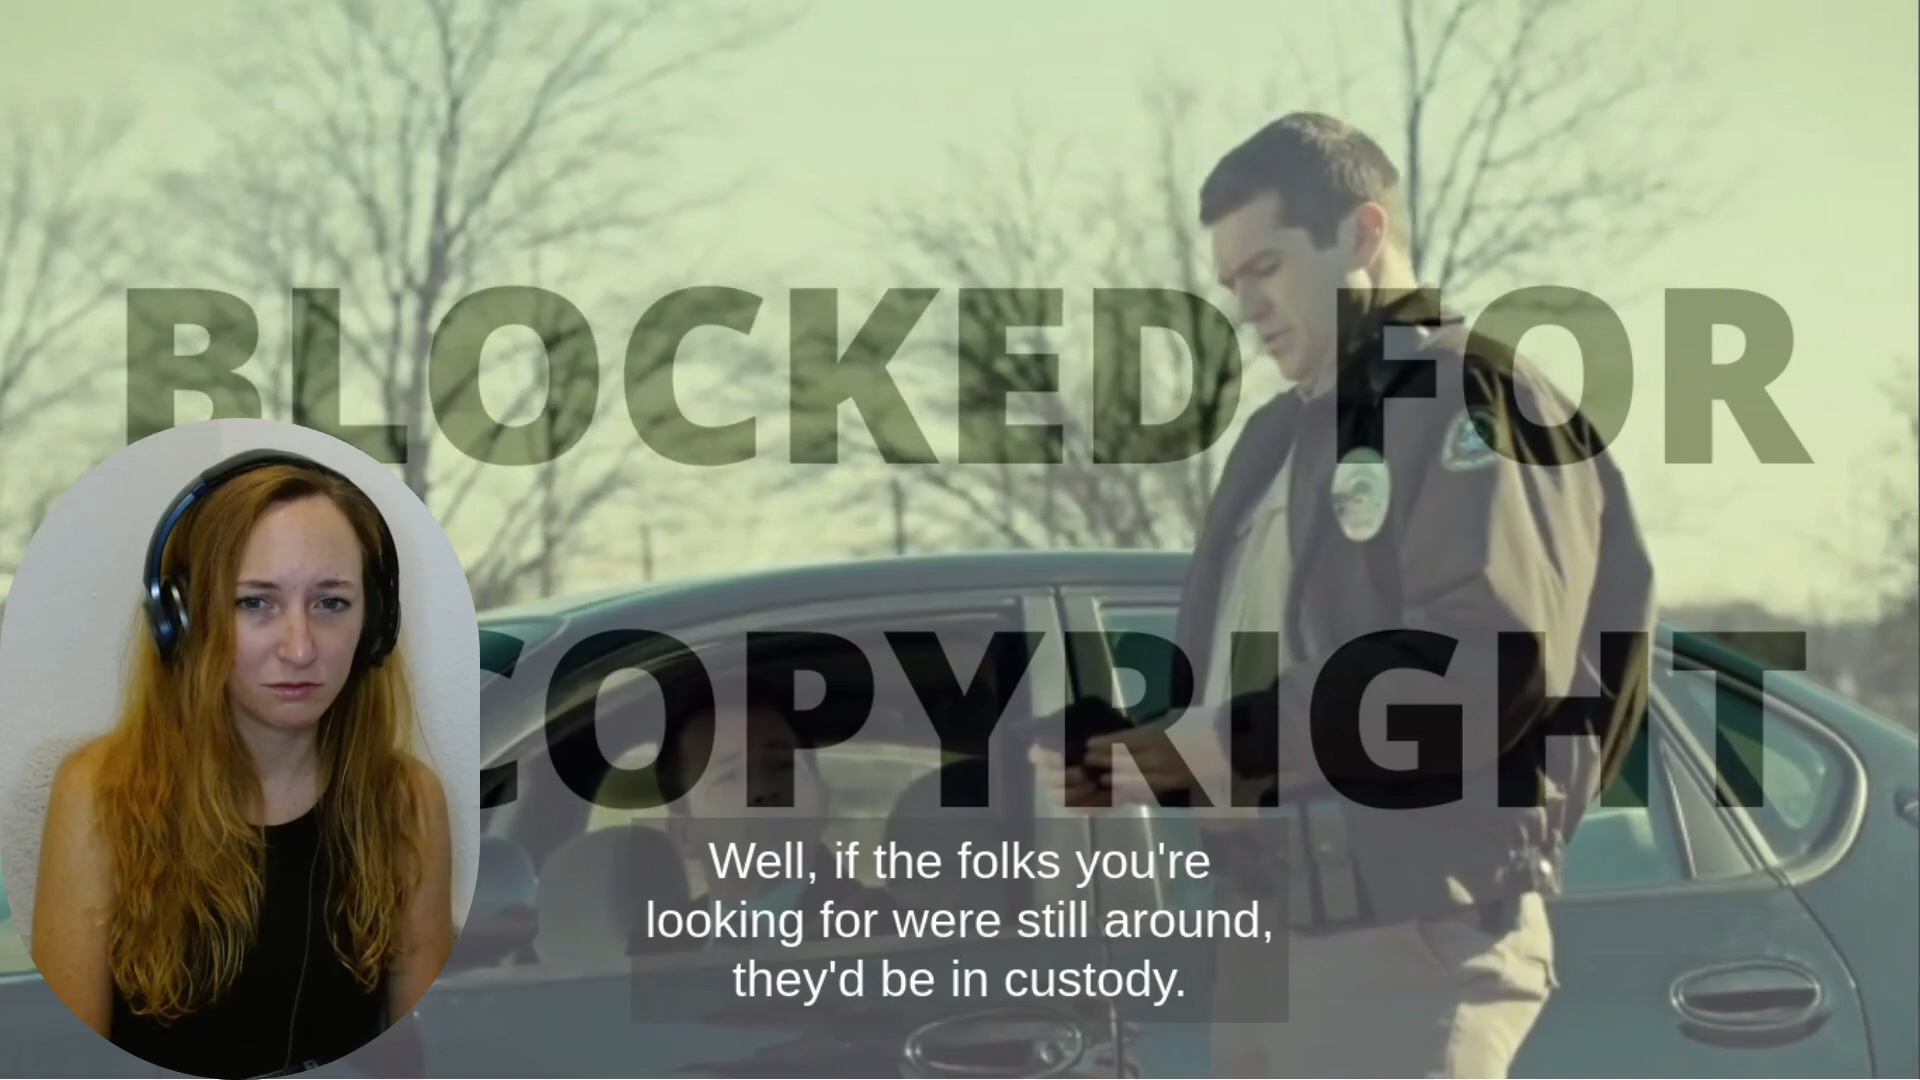 BLOCKED FOR
COPYRIGHT
Well, if the folks you're
looking for were still around,
they'd be in custody.